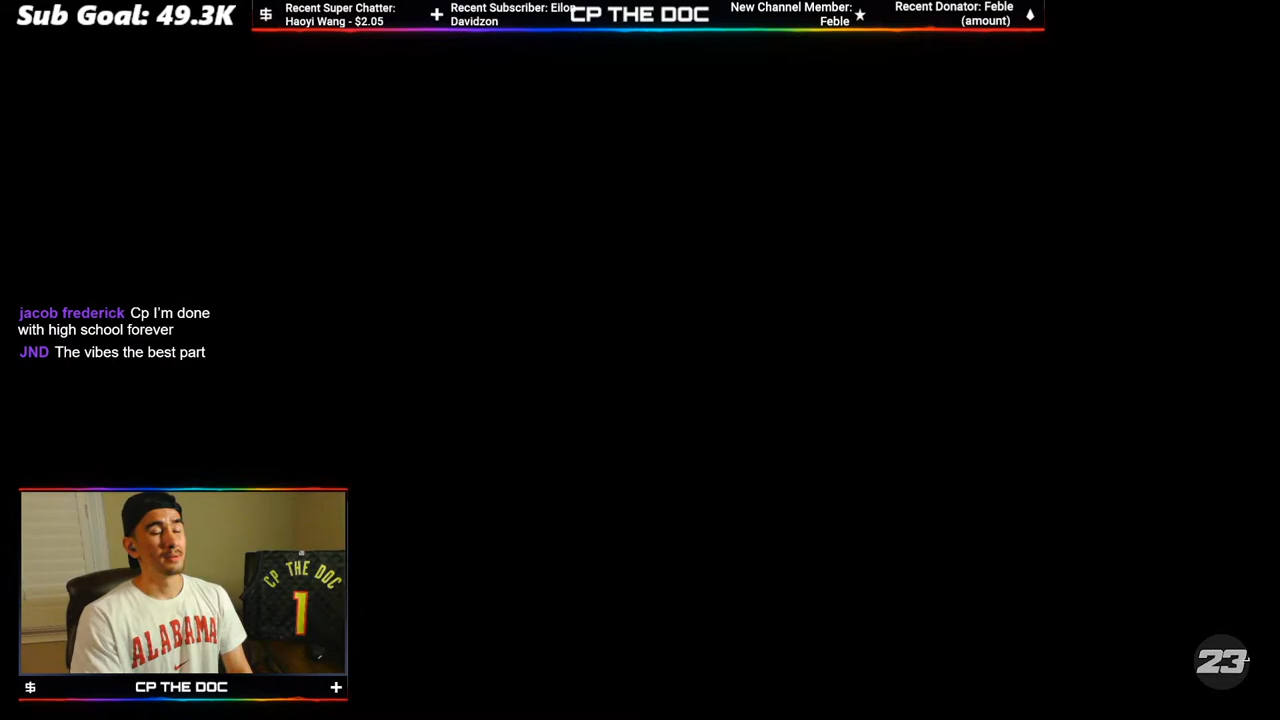 Sub Goal: 49.3K
Recent Super Chatter:
Haoyi Wang - $2.05
Recent Subscriber: Eilon
Davidzon
CP THE DOC
New Channel Member:
Feble
Recent Donator: Feble
(amount)
jacob frederick Cp I'm done
with high school forever
JND The vibes the best part
CP THE DOC
1
ALABAMA
CP THE DOC
23